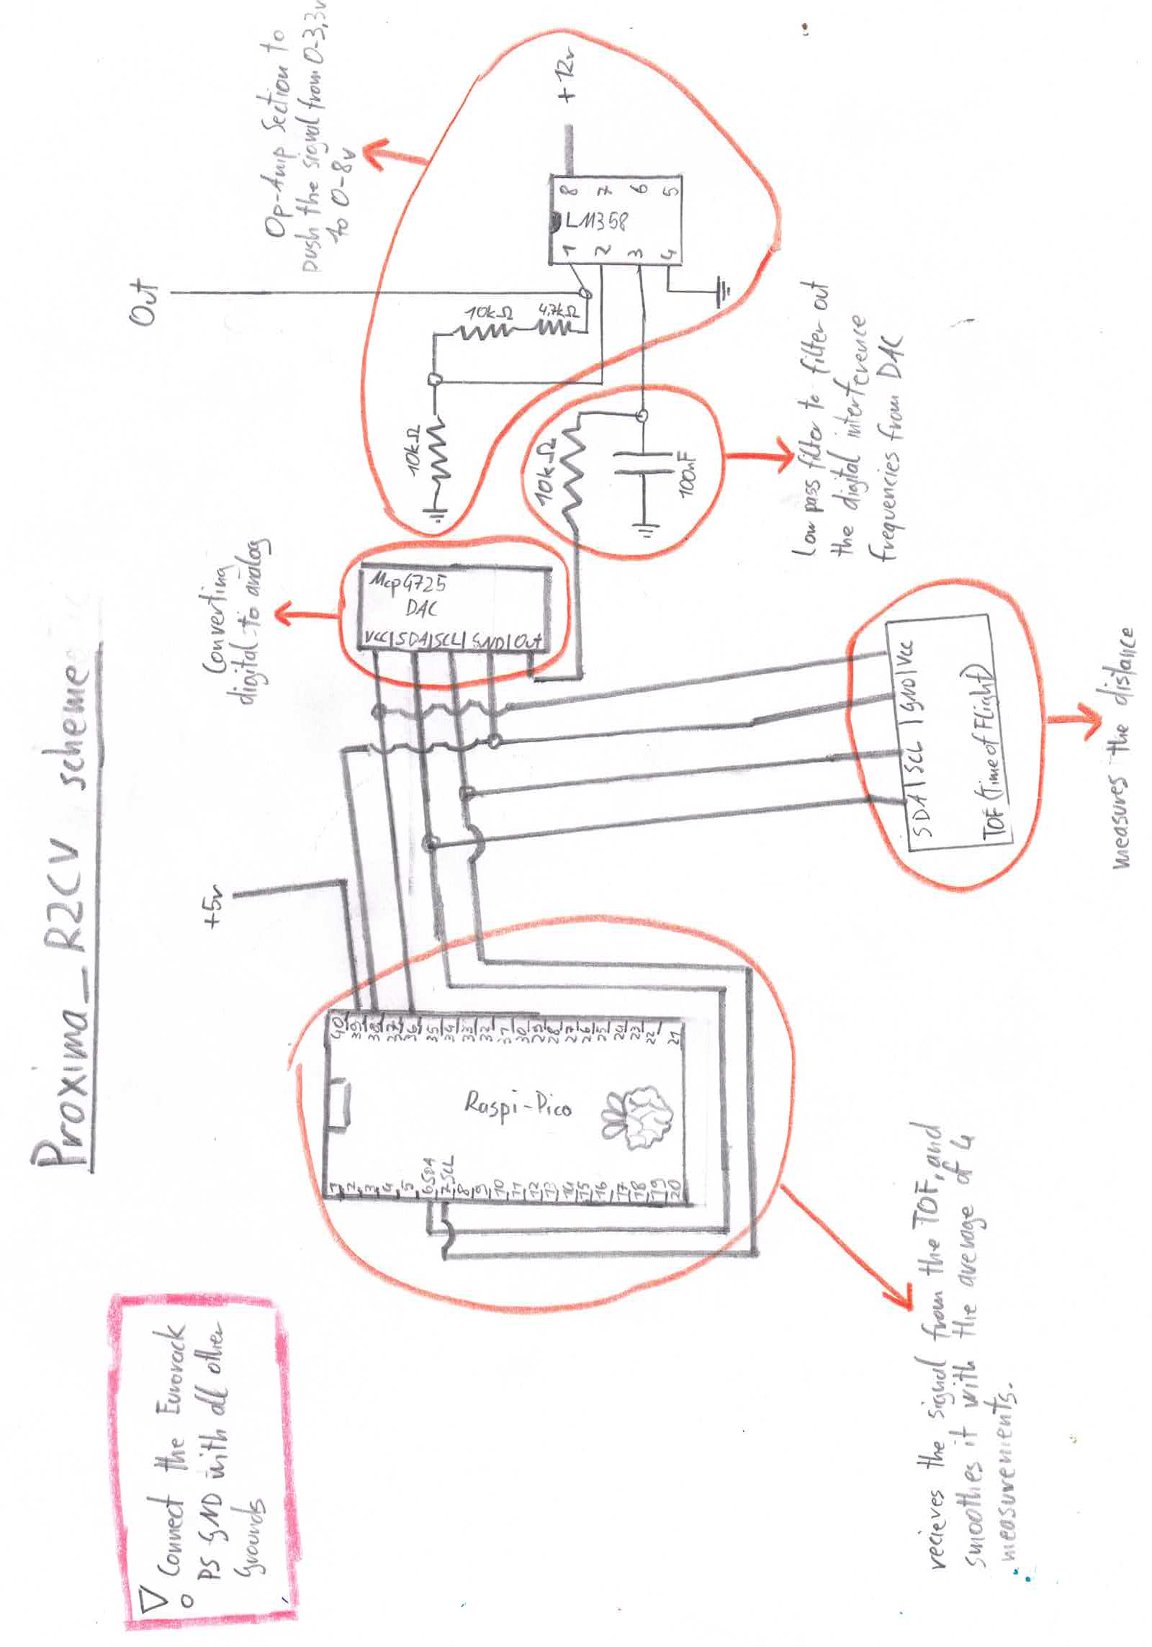 Proxima_R2CV scheme
▽ Connect the Eurorack
o PS GND with all other
grounds
+5v
Converting
digital to analog
Out
Op-Amp Section to
push the signal from 0-3,3v
to 0-8v
Mcp4725
DAC
Vcc|SDA|SCL|GND|Out
10kΩ
10kΩ
4.7kΩ
10kΩ
100nF
+12v
8 7 6 5
LM358
1 2 3 4
Low pass filter to filter out
the digital interference
frequencies from DAC
40 39 38 37 36 35 34 33 32 31 30 29 28 27 26 25 24 23 22 21
Raspi-Pico
SDA
SCL
1 2 3 4 5 6 7 8 9 10 11 12 13 14 15 16 17 18 19 20
SDA|SCL|GND|Vcc
TOF (Time of Flight)
measures the distance
recieves the signal from the TOF, and
smoothes it with the average of 4
measurements.